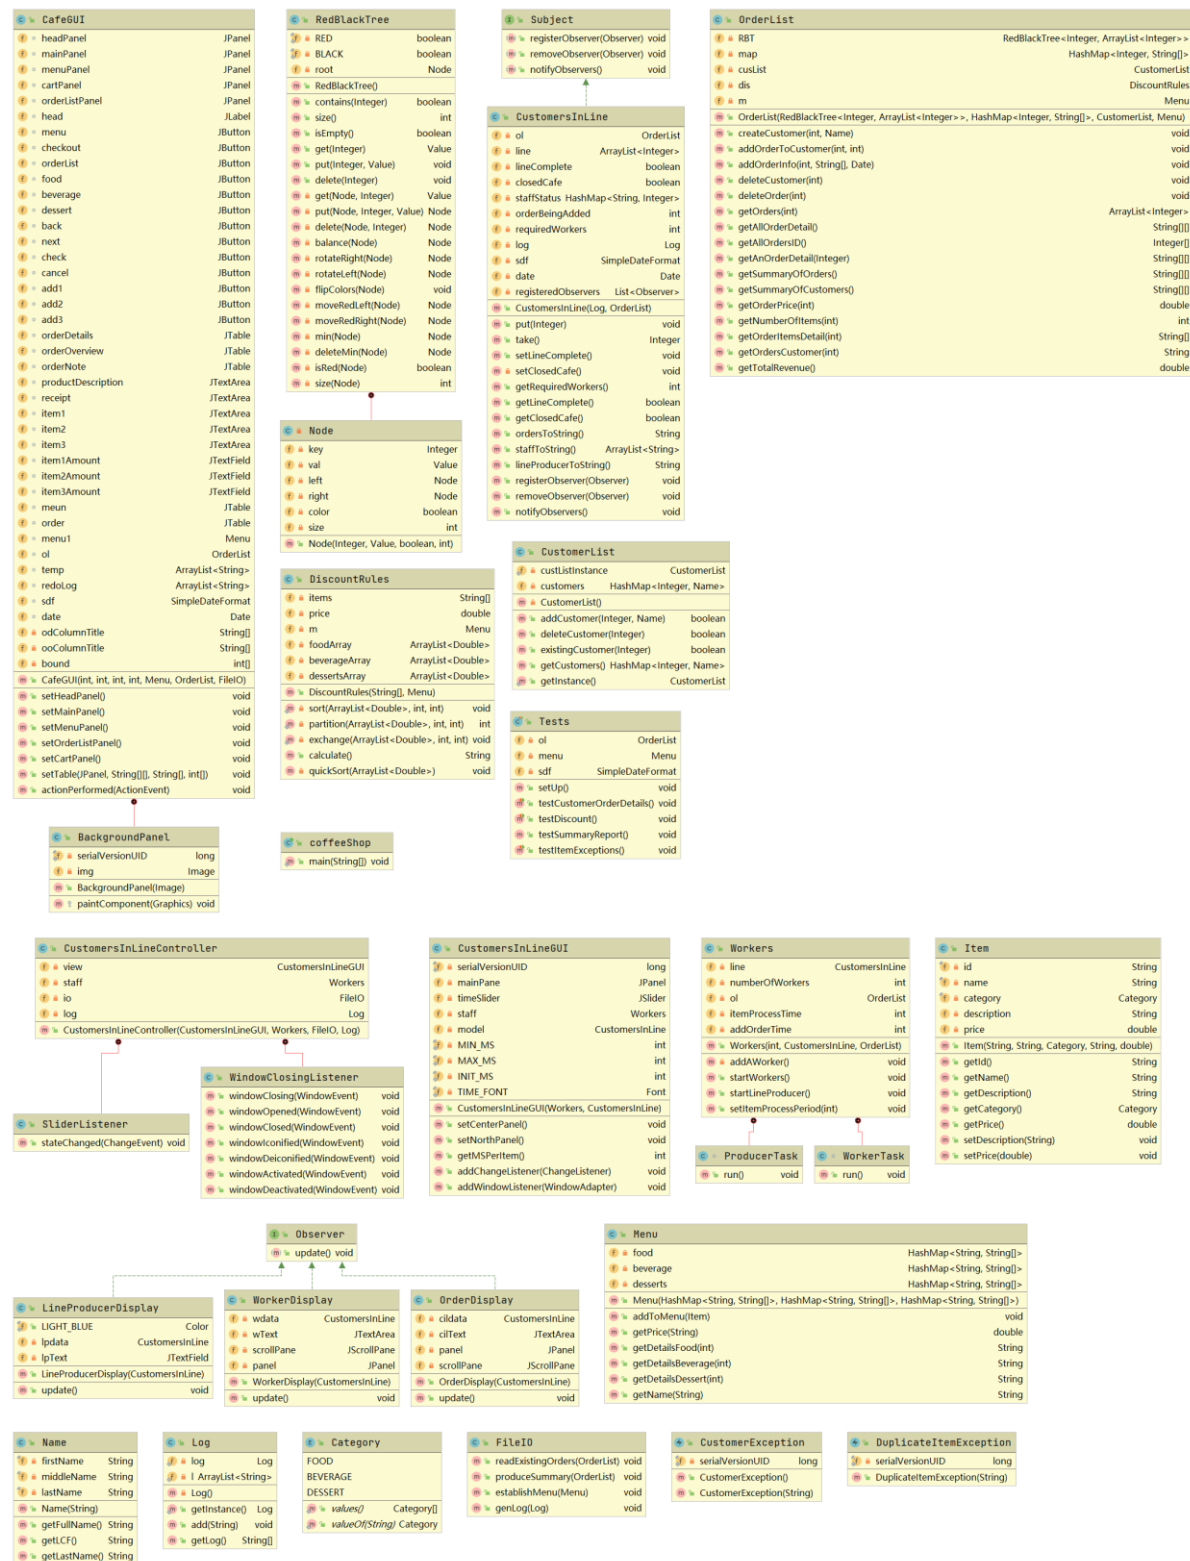 CafeGUI
headPanel JPanel
mainPanel JPanel
menuPanel JPanel
cartPanel JPanel
orderListPanel JPanel
head JLabel
menu JButton
checkout JButton
orderList JButton
food JButton
beverage JButton
dessert JButton
back JButton
next JButton
check JButton
cancel JButton
add1 JButton
add2 JButton
add3 JButton
orderDetails JTable
orderOverview JTable
orderNote JTable
productDescription JTextArea
receipt JTextArea
item1 JTextArea
item2 JTextArea
item3 JTextArea
item1Amount JTextField
item2Amount JTextField
item3Amount JTextField
meun JTable
order JTable
menu1 Menu
ol OrderList
temp ArrayList<String>
redoLog ArrayList<String>
sdf SimpleDateFormat
date Date
odColumnTitle String[]
ooColumnTitle String[]
bound int[]
CafeGUI(int, int, int, int, Menu, OrderList, FileIO)
setHeadPanel() void
setMainPanel() void
setMenuPanel() void
setOrderListPanel() void
setCartPanel() void
setTable(JPanel, String[][], String[], int[]) void
actionPerformed(ActionEvent) void
BackgroundPanel
serialVersionUID long
img Image
BackgroundPanel(Image)
paintComponent(Graphics) void
RedBlackTree
RED boolean
BLACK boolean
root Node
RedBlackTree()
contains(Integer) boolean
size() int
isEmpty() boolean
get(Integer) Value
put(Integer, Value) void
delete(Integer) void
get(Node, Integer) Value
put(Node, Integer, Value) Node
delete(Node, Integer) Node
balance(Node) Node
rotateRight(Node) Node
rotateLeft(Node) Node
flipColors(Node) void
moveRedLeft(Node) Node
moveRedRight(Node) Node
min(Node) Node
deleteMin(Node) Node
isRed(Node) boolean
size(Node) int
Node
key Integer
val Value
left Node
right Node
color boolean
size int
Node(Integer, Value, boolean, int)
DiscountRules
items String[]
price double
m Menu
foodArray ArrayList<Double>
beverageArray ArrayList<Double>
dessertsArray ArrayList<Double>
DiscountRules(String[], Menu)
sort(ArrayList<Double>, int, int) void
partition(ArrayList<Double>, int, int) int
exchange(ArrayList<Double>, int, int) void
calculate() String
quickSort(ArrayList<Double>) void
coffeeShop
main(String[]) void
Subject
registerObserver(Observer) void
removeObserver(Observer) void
notifyObservers() void
CustomersInLine
ol OrderList
line ArrayList<Integer>
lineComplete boolean
closedCafe boolean
staffStatus HashMap<String, Integer>
orderBeingAdded int
requiredWorkers int
log Log
sdf SimpleDateFormat
date Date
registeredObservers List<Observer>
CustomersInLine(Log, OrderList)
put(Integer) void
take() Integer
setLineComplete() void
setClosedCafe() void
getRequiredWorkers() int
getLineComplete() boolean
getClosedCafe() boolean
ordersToString() String
staffToString() ArrayList<String>
lineProducerToString() String
registerObserver(Observer) void
removeObserver(Observer) void
notifyObservers() void
CustomerList
custListInstance CustomerList
customers HashMap<Integer, Name>
CustomerList()
addCustomer(Integer, Name) boolean
deleteCustomer(Integer) boolean
existingCustomer(Integer) boolean
getCustomers() HashMap<Integer, Name>
getInstance() CustomerList
Tests
ol OrderList
menu Menu
sdf SimpleDateFormat
setUp() void
testCustomerOrderDetails() void
testDiscount() void
testSummaryReport() void
testItemExceptions() void
OrderList
RBT RedBlackTree<Integer, ArrayList<Integer>>
map HashMap<Integer, String[]>
cusList CustomerList
dis DiscountRules
m Menu
OrderList(RedBlackTree<Integer, ArrayList<Integer>>, HashMap<Integer, String[]>, CustomerList, Menu)
createCustomer(int, Name) void
addOrderToCustomer(int, int) void
addOrderInfo(int, String[], Date) void
deleteCustomer(int) void
deleteOrder(int) void
getOrders(int) ArrayList<Integer>
getAllOrderDetail() String[][]
getAllOrdersID() Integer[]
getAnOrderDetail(Integer) String[][]
getSummaryOfOrders() String[][]
getSummaryOfCustomers() String[][]
getOrderPrice(int) double
getNumberOfItems(int) int
getOrderItemsDetail(int) String[]
getOrdersCustomer(int) String
getTotalRevenue() double
CustomersInLineController
view CustomersInLineGUI
staff Workers
io FileIO
log Log
CustomersInLineController(CustomersInLineGUI, Workers, FileIO, Log)
SliderListener
stateChanged(ChangeEvent) void
WindowClosingListener
windowClosing(WindowEvent) void
windowOpened(WindowEvent) void
windowClosed(WindowEvent) void
windowIconified(WindowEvent) void
windowDeiconified(WindowEvent) void
windowActivated(WindowEvent) void
windowDeactivated(WindowEvent) void
CustomersInLineGUI
serialVersionUID long
mainPane JPanel
timeSlider JSlider
staff Workers
model CustomersInLine
MIN_MS int
MAX_MS int
INIT_MS int
TIME_FONT Font
CustomersInLineGUI(Workers, CustomersInLine)
setCenterPanel() void
setNorthPanel() void
getMSPerItem() int
addChangeListener(ChangeListener) void
addWindowListener(WindowAdapter) void
Workers
line CustomersInLine
numberOfWorkers int
ol OrderList
itemProcessTime int
addOrderTime int
Workers(int, CustomersInLine, OrderList)
addAWorker() void
startWorkers() void
startLineProducer() void
setItemProcessPeriod(int) void
ProducerTask
run() void
WorkerTask
run() void
Item
id String
name String
category Category
description String
price double
Item(String, String, Category, String, double)
getId() String
getName() String
getDescription() String
getCategory() Category
getPrice() double
setDescription(String) void
setPrice(double) void
Observer
update() void
LineProducerDisplay
LIGHT_BLUE Color
lpdata CustomersInLine
lpText JTextField
LineProducerDisplay(CustomersInLine)
update() void
WorkerDisplay
wdata CustomersInLine
wText JTextArea
scrollPane JScrollPane
panel JPanel
WorkerDisplay(CustomersInLine)
update() void
OrderDisplay
cildata CustomersInLine
cilText JTextArea
panel JPanel
scrollPane JScrollPane
OrderDisplay(CustomersInLine)
update() void
Menu
food HashMap<String, String[]>
beverage HashMap<String, String[]>
desserts HashMap<String, String[]>
Menu(HashMap<String, String[]>, HashMap<String, String[]>, HashMap<String, String[]>)
addToMenu(Item) void
getPrice(String) double
getDetailsFood(int) String
getDetailsBeverage(int) String
getDetailsDessert(int) String
getName(String) String
Name
firstName String
middleName String
lastName String
Name(String)
getFullName() String
getLCF() String
getLastName() String
Log
log Log
l ArrayList<String>
Log()
getInstance() Log
add(String) void
getLog() String[]
Category
FOOD
BEVERAGE
DESSERT
values() Category[]
valueOf(String) Category
FileIO
readExistingOrders(OrderList) void
produceSummary(OrderList) void
establishMenu(Menu) void
genLog(Log) void
CustomerException
serialVersionUID long
CustomerException()
CustomerException(String)
DuplicateItemException
serialVersionUID long
DuplicateItemException(String)